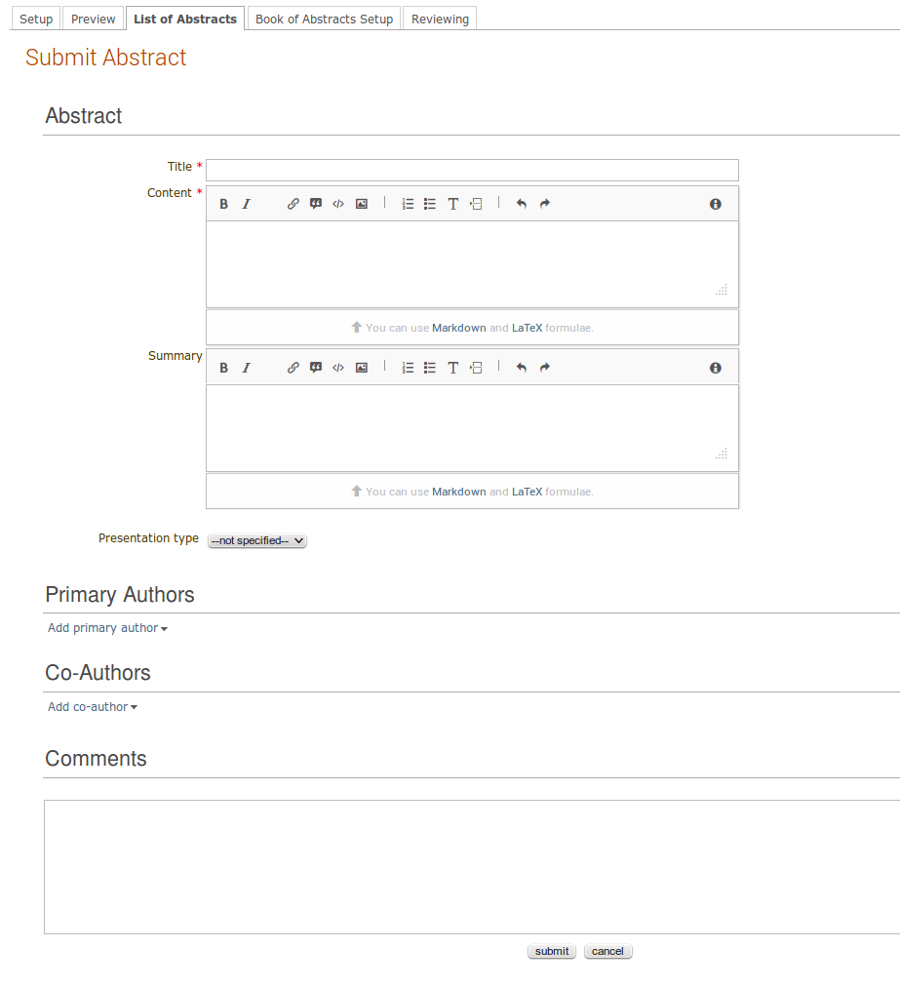 Setup Preview List of Abstracts Book of Abstracts Setup Reviewing
Submit Abstract
Abstract
Title *
Content *
You can use Markdown and LaTeX formulae.
Summary
You can use Markdown and LaTeX formulae.
Presentation type --not specified--
Primary Authors
Add primary author
Co-Authors
Add co-author
Comments
submit cancel